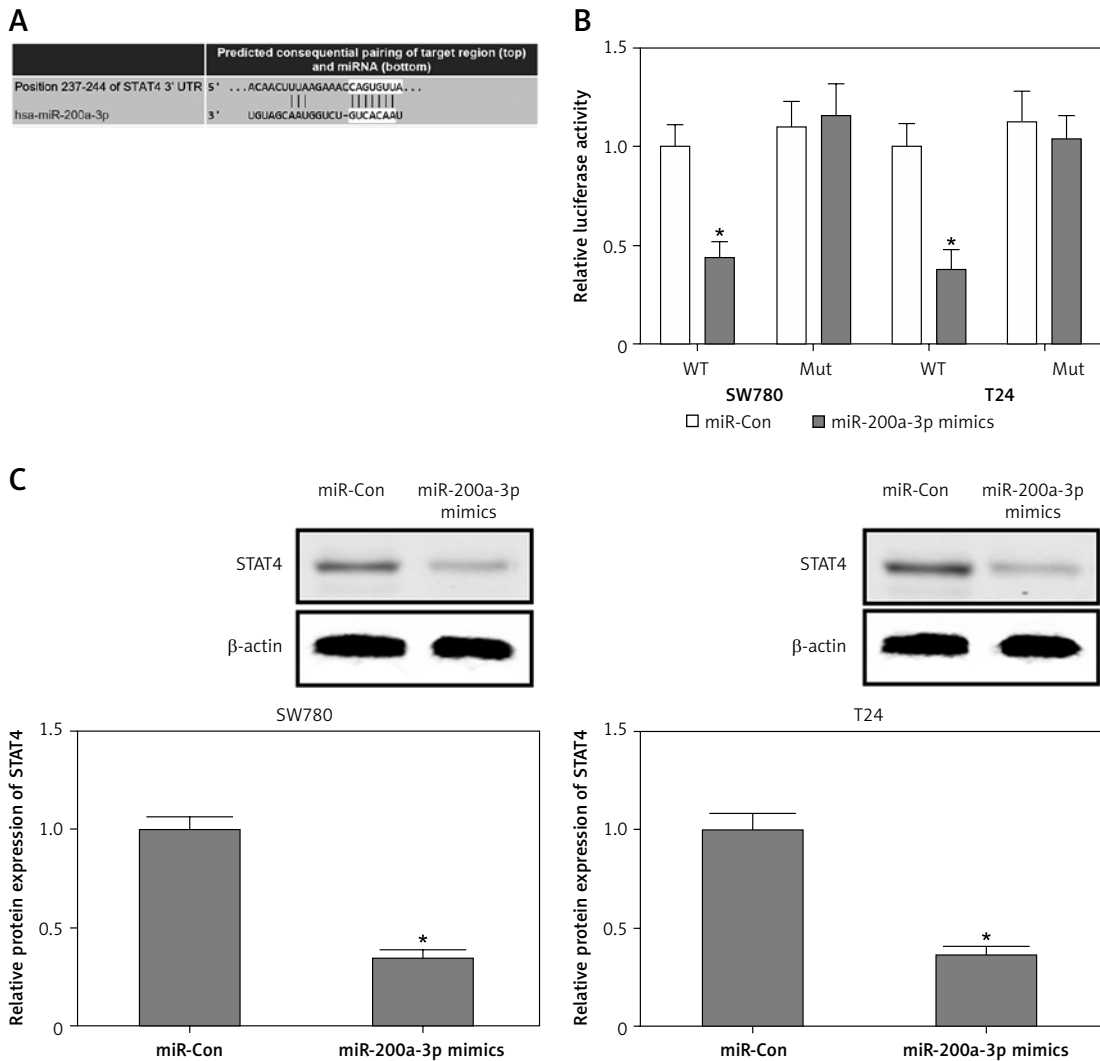 A
Predicted consequential pairing of target region (top)
and miRNA (bottom)
Position 237-244 of STAT4 3' UTR 5' ...ACAACUUUAAGAAACCAGUGUUA...
hsa-miR-200a-3p 3' UGUAGCAAUGGUCU-GUCACAAU
B
Relative luciferase activity
1.5
1.0
0.5
0
WT Mut WT Mut
SW780 T24
miR-Con miR-200a-3p mimics
C
miR-Con miR-200a-3p
mimics
STAT4
β-actin
SW780
Relative protein expression of STAT4
1.5
1.0
0.5
0
*
miR-Con miR-200a-3p mimics
miR-Con miR-200a-3p
mimics
STAT4
β-actin
T24
Relative protein expression of STAT4
1.5
1.0
0.5
0
*
miR-Con miR-200a-3p mimics